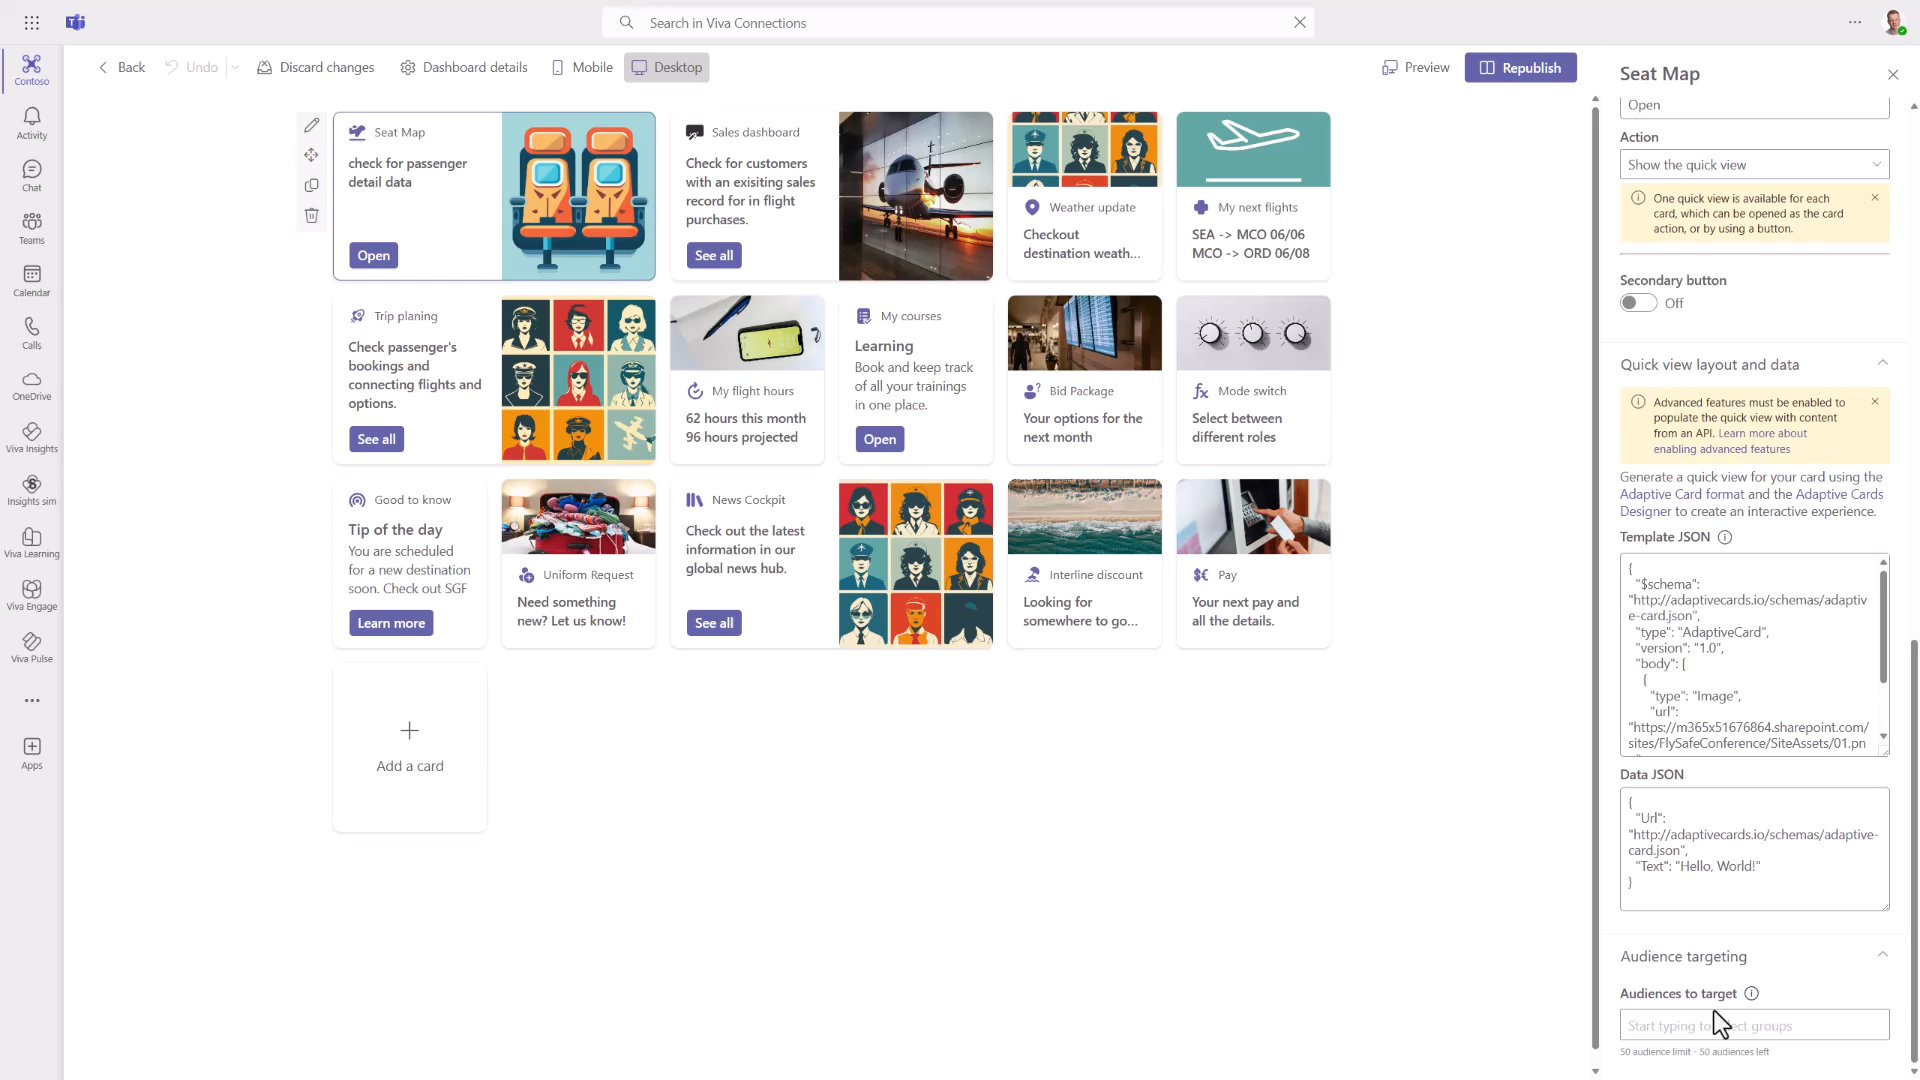 Search in Viva Connections
Contoso
Activity
Chat
Teams
Calendar
Calls
OneDrive
Viva Insights
Insights sim
Viva Learning
Viva Engage
Viva Pulse
Apps
Back
Undo
Discard changes
Dashboard details
Mobile
Desktop
Preview
Republish
Seat Map
check for passenger
detail data
Open
Sales dashboard
Check for customers
with an exisiting sales
record for in flight
purchases.
See all
Weather update
Checkout
destination weath...
My next flights
SEA -> MCO 06/06
MCO -> ORD 06/08
Trip planing
Check passenger's
bookings and
connecting flights and
options.
See all
My flight hours
62 hours this month
96 hours projected
My courses
Learning
Book and keep track
of all your trainings
in one place.
Open
Bid Package
Your options for the
next month
Mode switch
Select between
different roles
Good to know
Tip of the day
You are scheduled
for a new destination
soon. Check out SGF
Learn more
Uniform Request
Need something
new? Let us know!
News Cockpit
Check out the latest
information in our
global news hub.
See all
Interline discount
Looking for
somewhere to go...
Pay
Your next pay and
all the details.
Add a card
Seat Map
Open
Action
Show the quick view
One quick view is available for each
card, which can be opened as the card
action, or by using a button.
Secondary button
Off
Quick view layout and data
Advanced features must be enabled to
populate the quick view with content
from an API. Learn more about
enabling advanced features
Generate a quick view for your card using the
Adaptive Card format and the Adaptive Cards
Designer to create an interactive experience.
Template JSON
{
"$schema":
"http://adaptivecards.io/schemas/adaptiv
e-card.json",
"type": "AdaptiveCard",
"version": "1.0",
"body": [
{
"type": "Image",
"url":
"https://m365x51676864.sharepoint.com/
sites/FlySafeConference/SiteAssets/01.pn
Data JSON
{
"Url":
"http://adaptivecards.io/schemas/adaptive-
card.json",
"Text": "Hello, World!"
}
Audience targeting
Audiences to target
Start typing to groups
50 audience limit - 50 audiences left